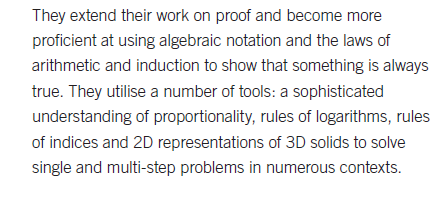 They extend their work on proof and become more
proficient at using algebraic notation and the laws of
arithmetic and induction to show that something is always
true. They utilise a number of tools: a sophisticated
understanding of proportionality, rules of logarithms, rules
of indices and 2D representations of 3D solids to solve
single and multi-step problems in numerous contexts.